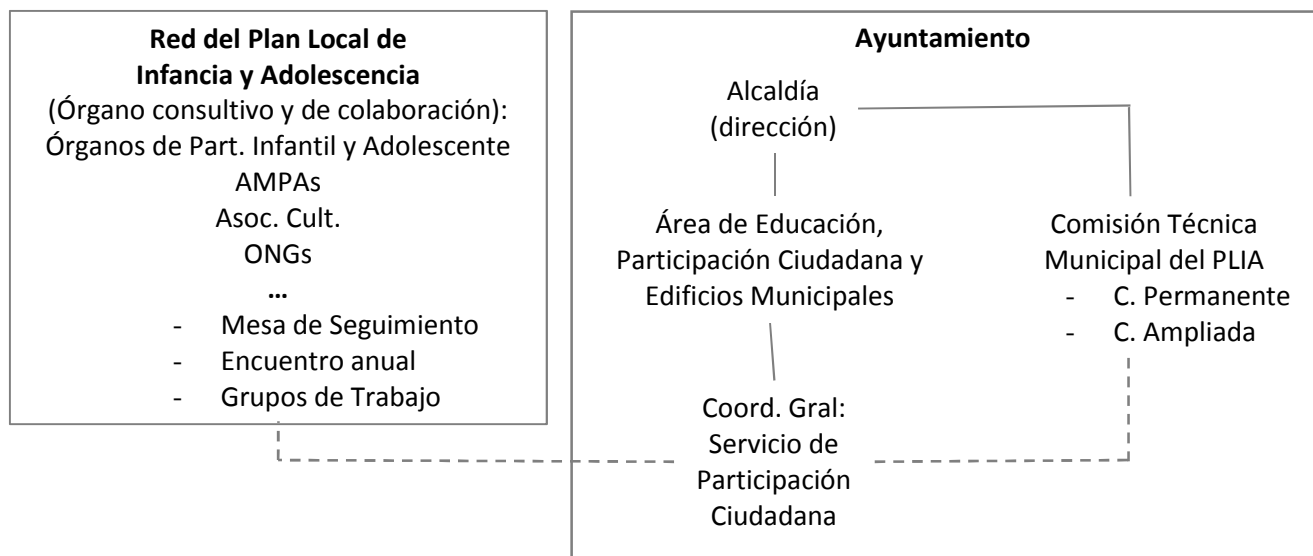 Red del Plan Local de
Infancia y Adolescencia
(Órgano consultivo y de colaboración):
Órganos de Part. Infantil y Adolescente
AMPAs
Asoc. Cult.
ONGs
...
- Mesa de Seguimiento
- Encuentro anual
- Grupos de Trabajo
Ayuntamiento
Alcaldía
(dirección)
Área de Educación,
Participación Ciudadana y
Edificios Municipales
Comisión Técnica
Municipal del PLIA
- C. Permanente
- C. Ampliada
Coord. Gral:
Servicio de
Participación
Ciudadana